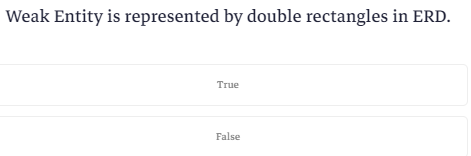 Weak Entity is represented by double rectangles in ERD.
True
False